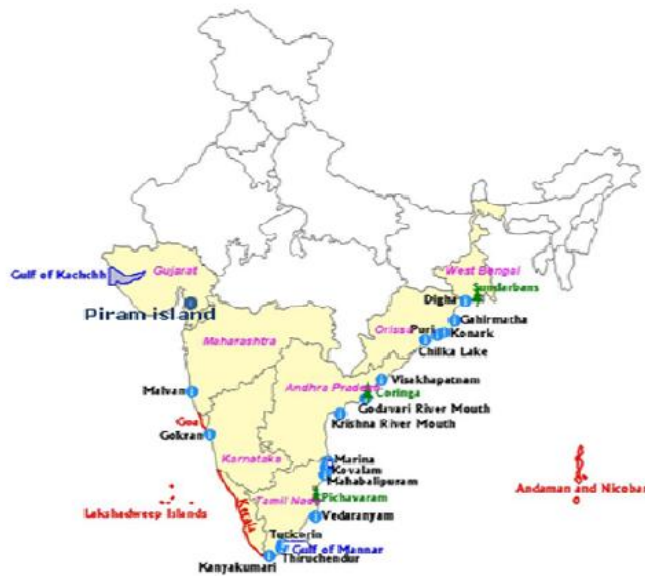 West Bengal
Gulf of Kachchh
Gujarat
Sundarbans
Digha
Piram island
Gahirmatha
Orissa
Puri
Konark
Maharashtra
Chilka Lake
Visakhapatnam
Malvan
Andhra Pradesh
Coringa
Godavari River Mouth
Krishna River Mouth
Goa
Gokran
Karnataka
Marina
Kovalam
Mahabalipuram
Andaman and Nicobar
Pichavaram
Tamil Nadu
Lakshadweep Islands
Kerala
Vedaranyam
Tuticorin
Gulf of Mannar
Thiruchendur
Kanyakumari